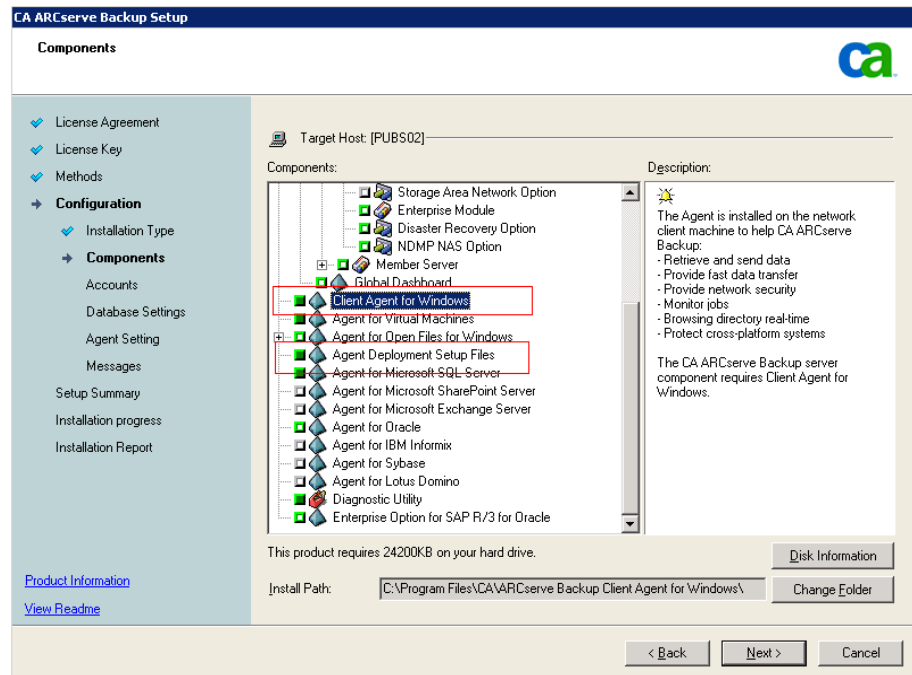 CA ARCserve Backup Setup
Components
ca
License Agreement
License Key
Methods
Configuration
Installation Type
Components
Accounts
Database Settings
Agent Setting
Messages
Setup Summary
Installation progress
Installation Report
Product Information
View Readme
Target Host: [PUBS02]
Components:
Storage Area Network Option
Enterprise Module
Disaster Recovery Option
NDMP NAS Option
Member Server
Global Dashboard
Client Agent for Windows
Agent for Virtual Machines
Agent for Open Files for Windows
Agent Deployment Setup Files
Agent for Microsoft SQL Server
Agent for Microsoft SharePoint Server
Agent for Microsoft Exchange Server
Agent for Oracle
Agent for IBM Informix
Agent for Sybase
Agent for Lotus Domino
Diagnostic Utility
Enterprise Option for SAP R/3 for Oracle
Description:
The Agent is installed on the network
client machine to help CA ARCserve
Backup:
- Retrieve and send data
- Provide fast data transfer
- Provide network security
- Monitor jobs
- Browsing directory real-time
- Protect cross-platform systems
The CA ARCserve Backup server
component requires Client Agent for
Windows.
This product requires 24200KB on your hard drive.
Disk Information
Install Path:
C:\Program Files\CA\ARCserve Backup Client Agent for Windows\
Change Folder
< Back
Next >
Cancel